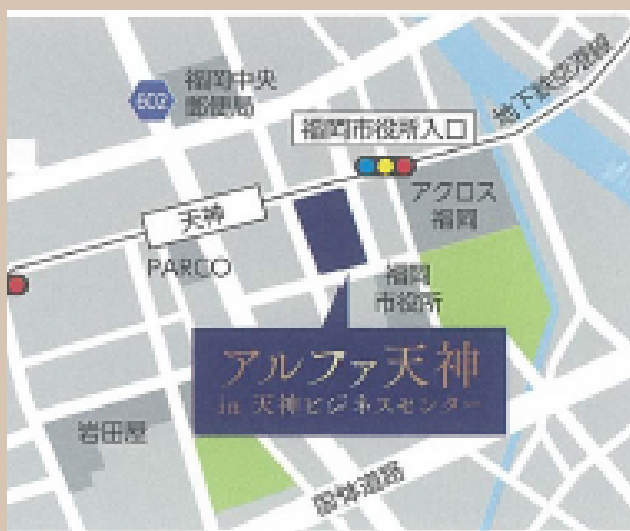 福岡中央
郵便局
602
福岡市役所入口
地下鉄空港線
天神
アクロス
福岡
PARCO
福岡
市役所
アルファ天神
in 天神ビジネスセンター
岩田屋
国体道路